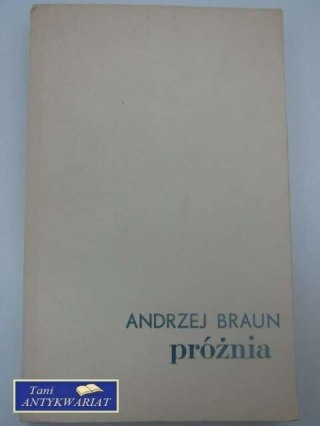 ANDRZEJ BRAUN
próżnia
Tani
ANTYKWARIAT